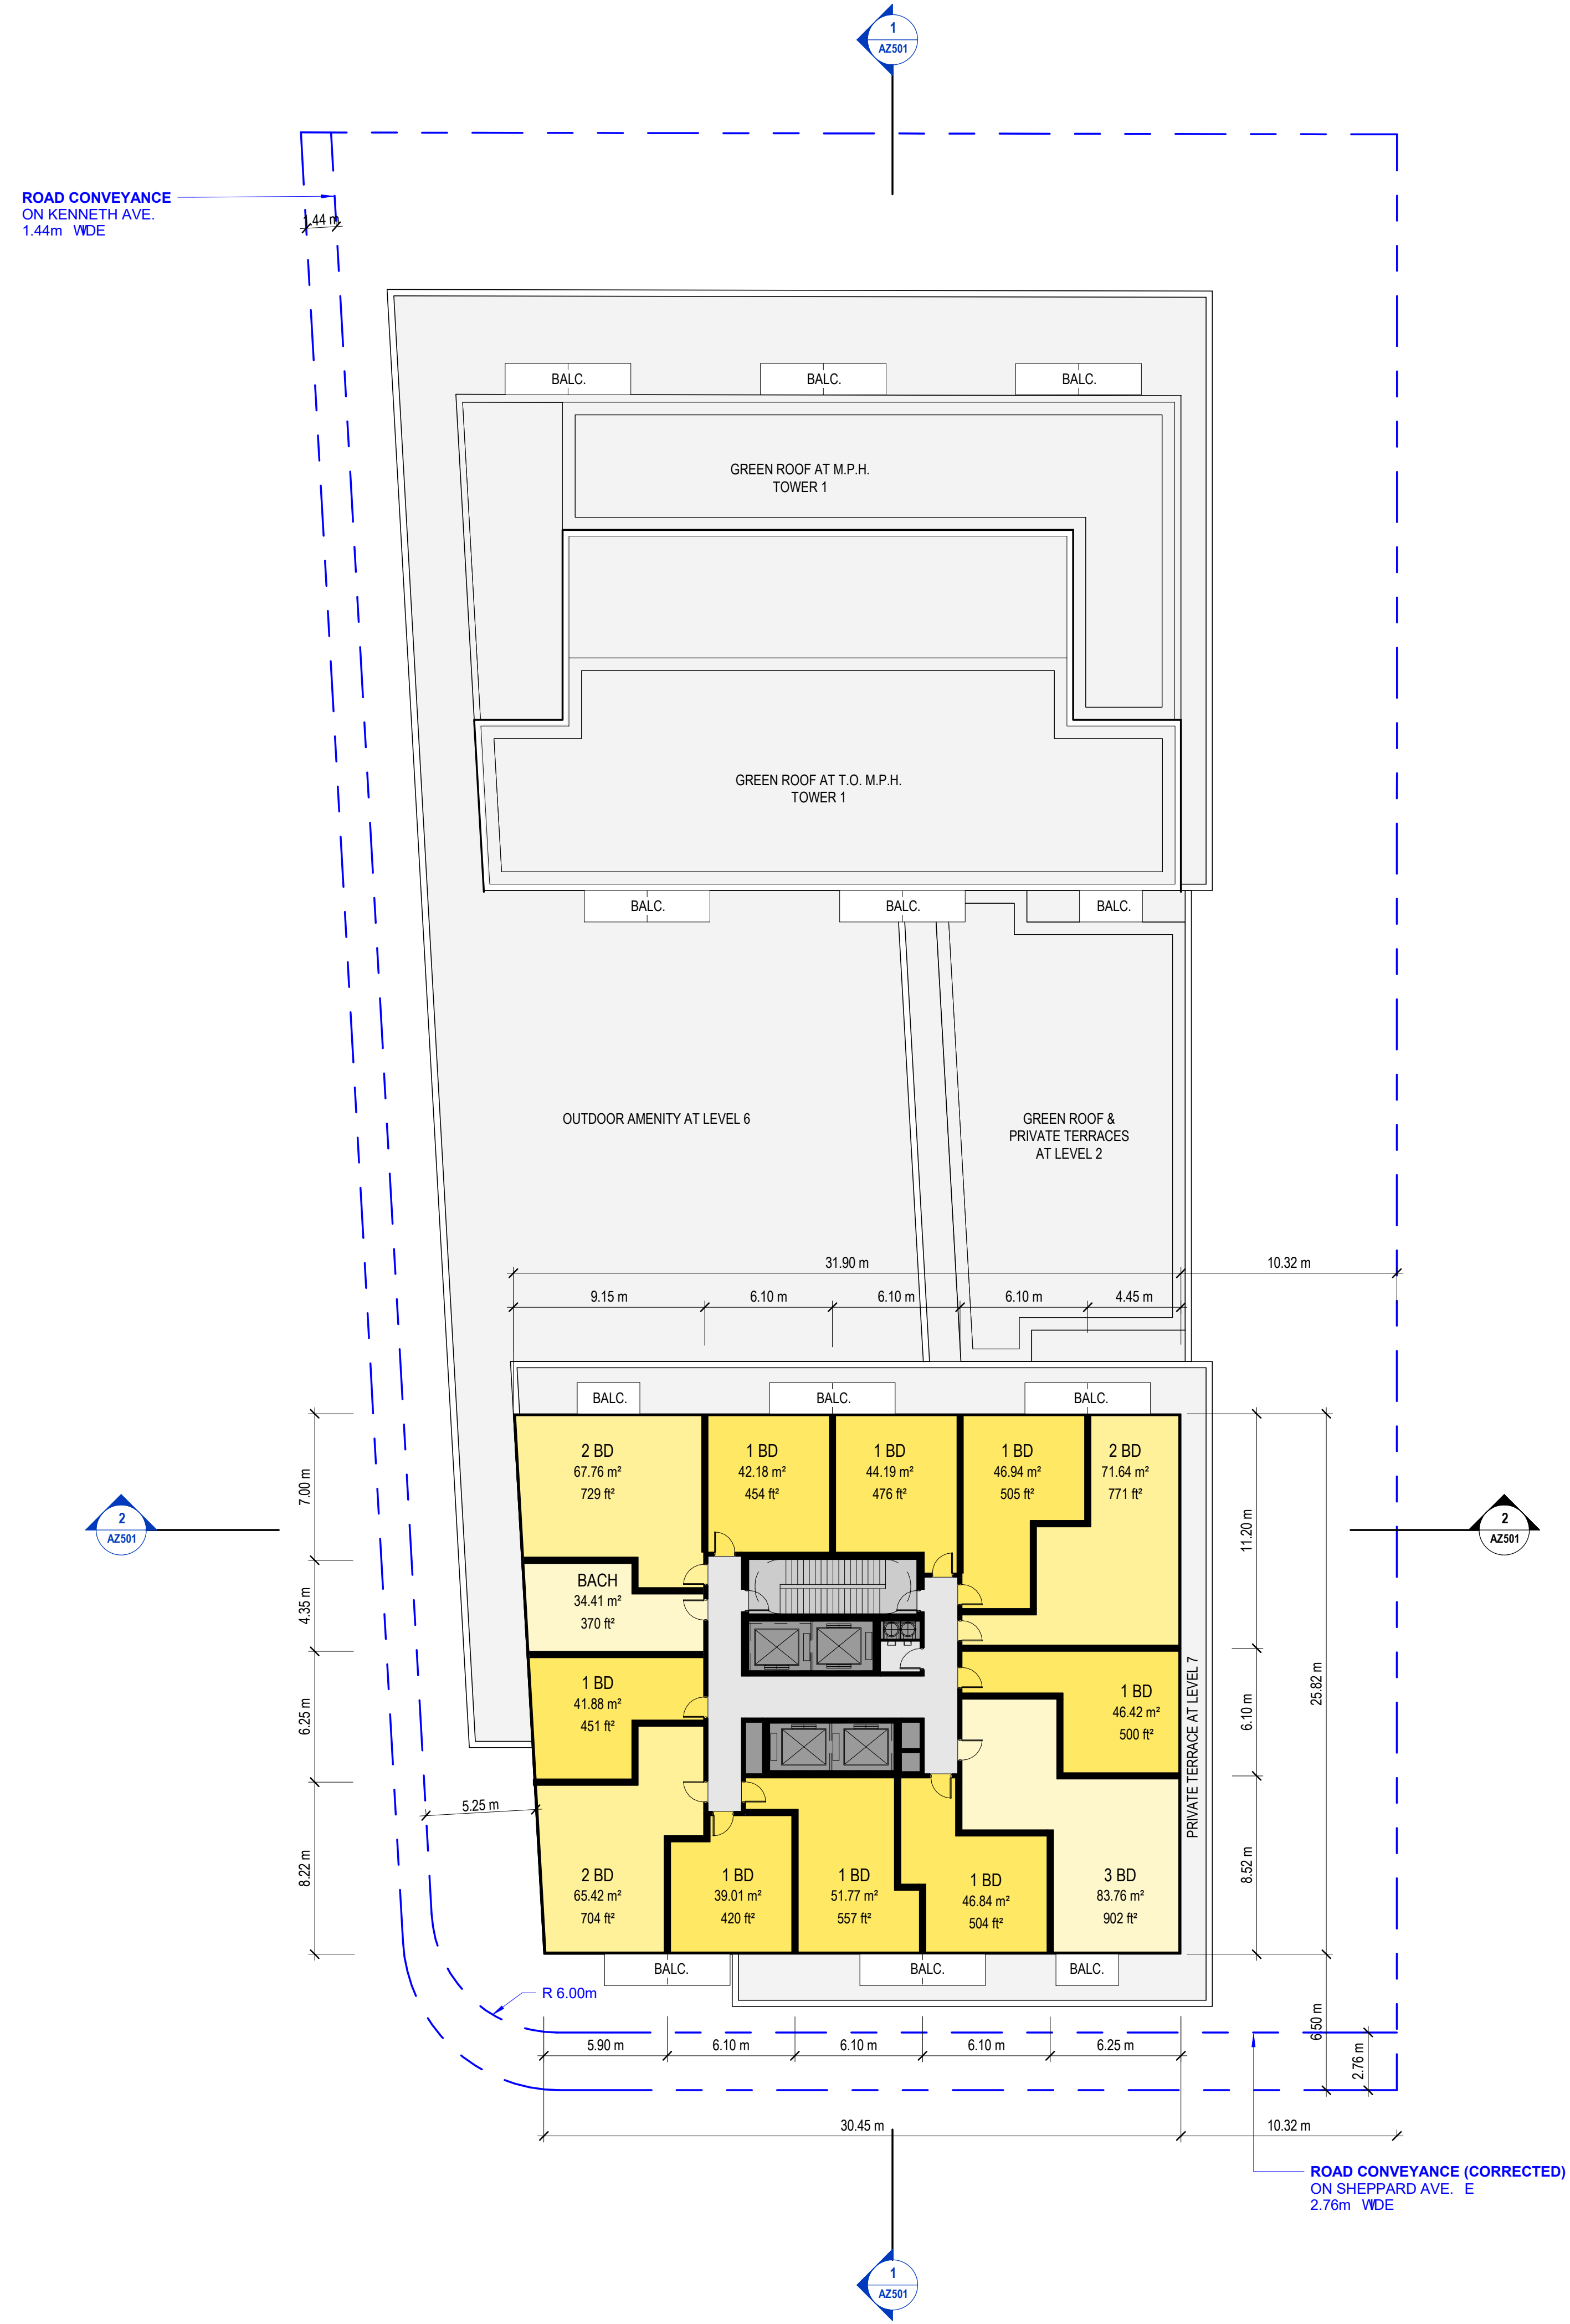 1
AZ501
ROAD CONVEYANCE
ON KENNETH AVE.
1.44m WIDE
1.44 m
BALC.
BALC.
BALC.
GREEN ROOF AT M.P.H.
TOWER 1
GREEN ROOF AT T.O. M.P.H.
TOWER 1
BALC.
BALC.
BALC.
OUTDOOR AMENITY AT LEVEL 6
GREEN ROOF &
PRIVATE TERRACES
AT LEVEL 2
31.90 m
10.32 m
9.15 m
6.10 m
6.10 m
6.10 m
4.45 m
BALC.
BALC.
BALC.
2 BD
67.76 m²
729 ft²
1 BD
42.18 m²
454 ft²
1 BD
44.19 m²
476 ft²
1 BD
46.94 m²
505 ft²
2 BD
71.64 m²
771 ft²
7.00 m
11.20 m
2
AZ501
2
AZ501
BACH
34.41 m²
370 ft²
4.35 m
25.82 m
1 BD
41.88 m²
451 ft²
6.25 m
1 BD
46.42 m²
500 ft²
6.10 m
PRIVATE TERRACE AT LEVEL 7
5.25 m
8.22 m
8.52 m
2 BD
65.42 m²
704 ft²
1 BD
39.01 m²
420 ft²
1 BD
51.77 m²
557 ft²
1 BD
46.84 m²
504 ft²
3 BD
83.76 m²
902 ft²
BALC.
BALC.
BALC.
R 6.00m
6.50 m
2.76 m
5.90 m
6.10 m
6.10 m
6.10 m
6.25 m
30.45 m
10.32 m
ROAD CONVEYANCE (CORRECTED)
ON SHEPPARD AVE. E
2.76m WIDE
1
AZ501